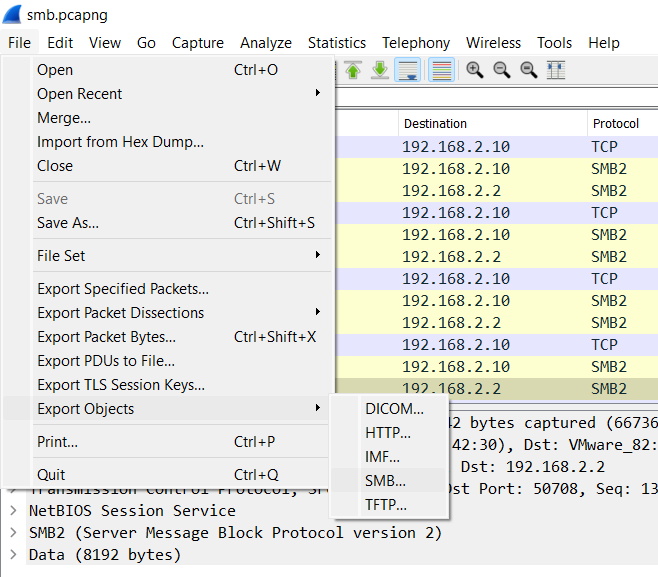 smb.pcapng
File Edit View Go Capture Analyze Statistics Telephony Wireless Tools Help
Open Ctrl+O
Open Recent
Merge...
Import from Hex Dump...
Close Ctrl+W
Save Ctrl+S
Save As... Ctrl+Shift+S
File Set
Export Specified Packets...
Export Packet Dissections
Export Packet Bytes... Ctrl+Shift+X
Export PDUs to File...
Export TLS Session Keys...
Export Objects
Print... Ctrl+P
Quit Ctrl+Q
DICOM...
HTTP...
IMF...
SMB...
TFTP...
Destination Protocol
192.168.2.10 TCP
192.168.2.10 SMB2
192.168.2.2 SMB2
192.168.2.10 TCP
192.168.2.10 SMB2
192.168.2.2 SMB2
192.168.2.10 TCP
192.168.2.10 SMB2
192.168.2.2 SMB2
192.168.2.10 TCP
192.168.2.10 SMB2
192.168.2.2 SMB2
42 bytes captured (66736
42:30), Dst: VMware_82:
Dst: 192.168.2.2
Transmission Control Protocol, Dst Port: 50708, Seq: 13
NetBIOS Session Service
SMB2 (Server Message Block Protocol version 2)
Data (8192 bytes)